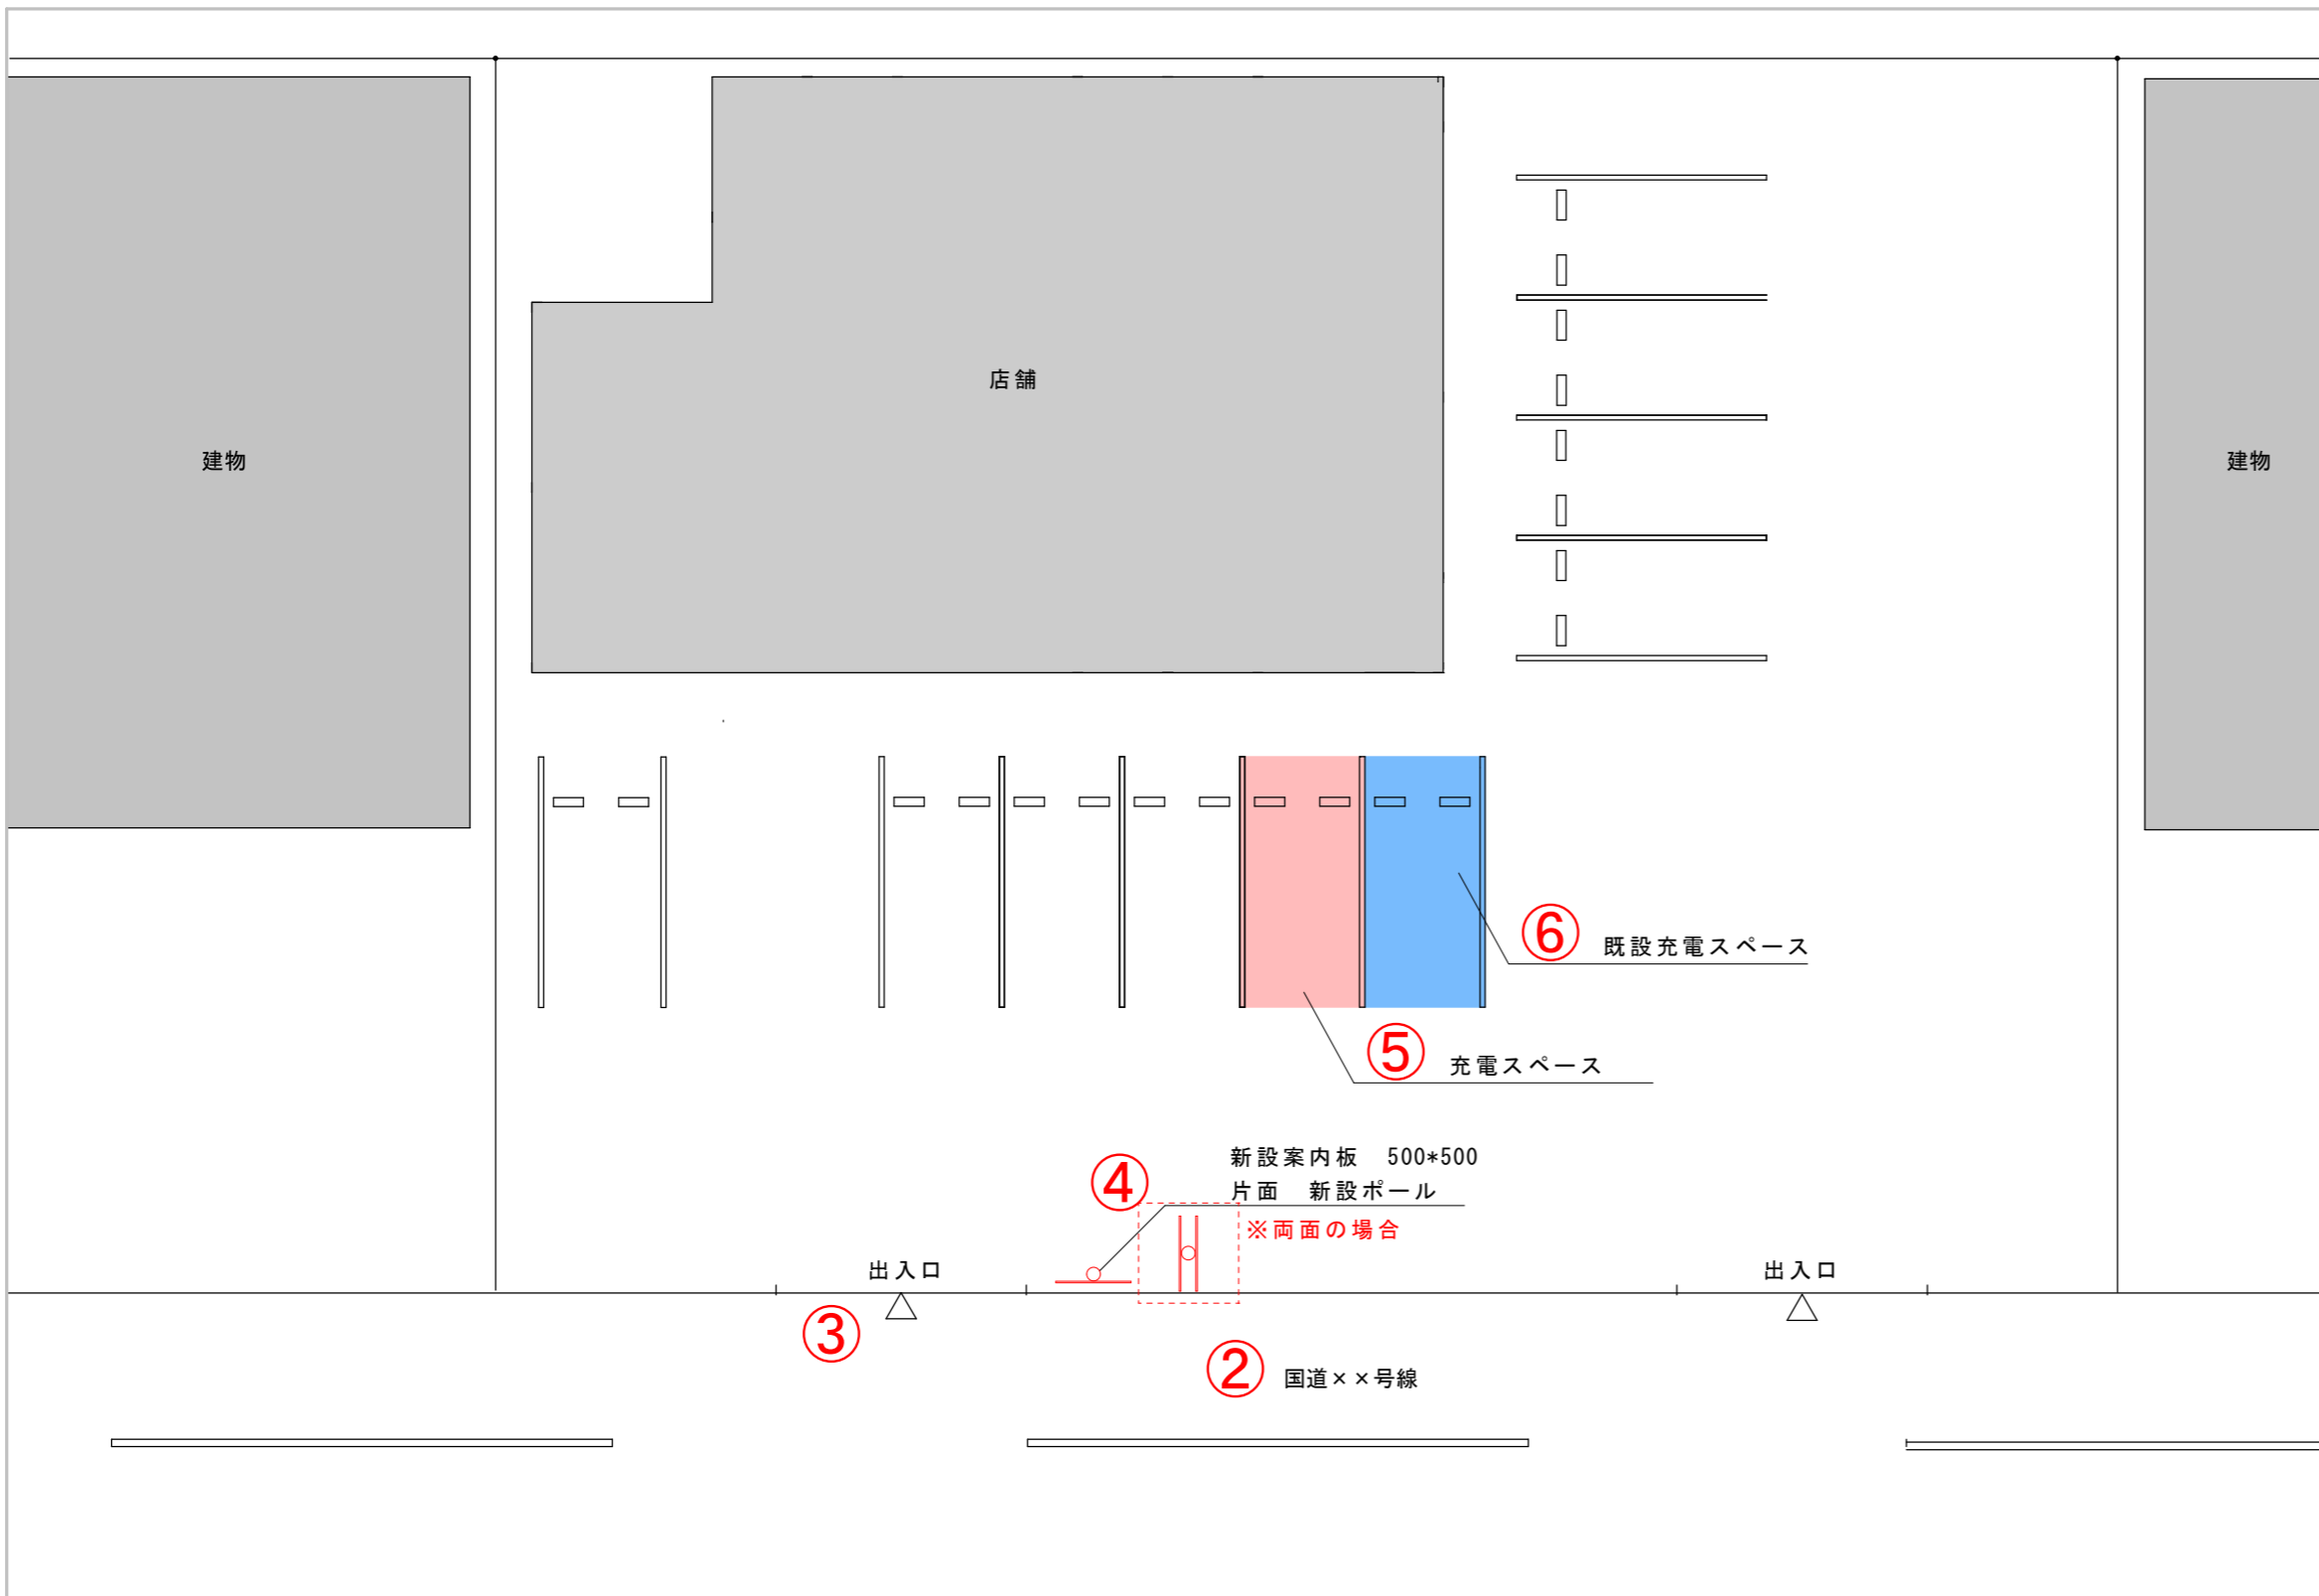 店舗
建物
建物
⑥ 既設充電スペース
⑤ 充電スペース
④ 新設案内板 500*500
片面 新設ポール
※両面の場合
出入口
出入口
③
② 国道××号線